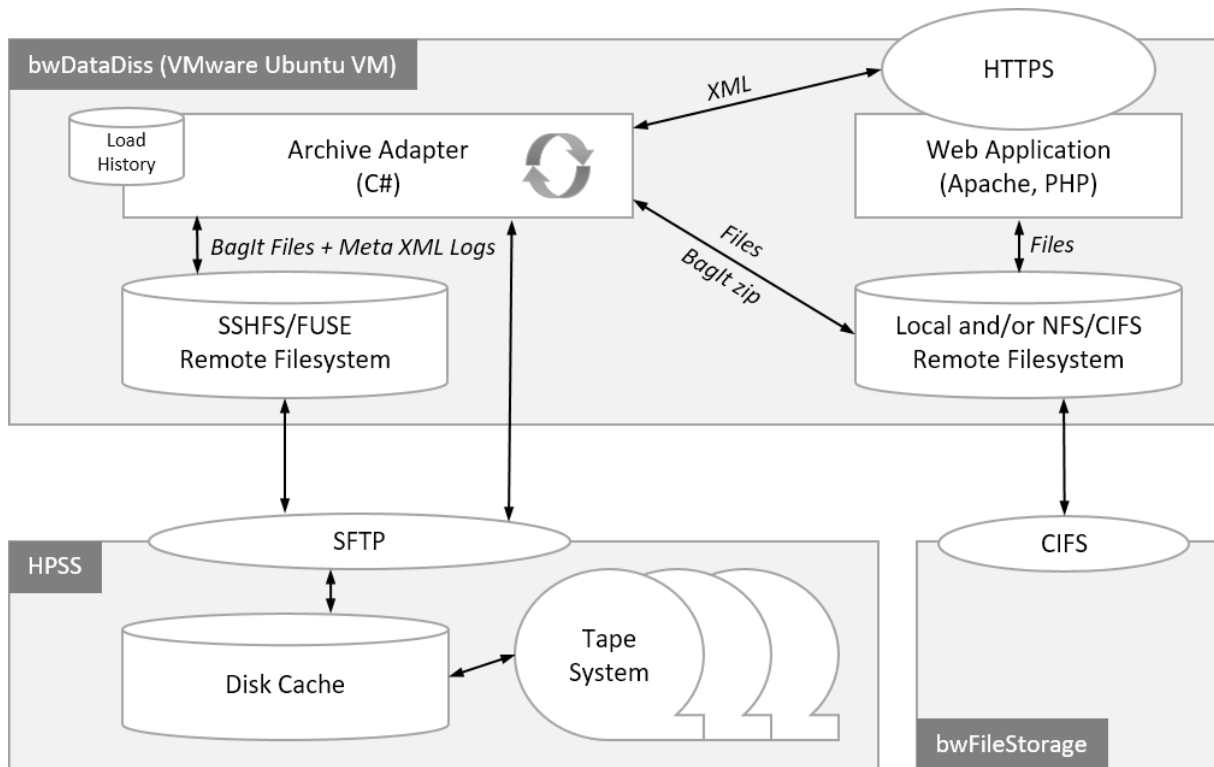 bwDataDiss (VMware Ubuntu VM)
HTTPS
XML
Load
History
Archive Adapter
(C#)
Web Application
(Apache, PHP)
BagIt Files + Meta XML Logs
Files
BagIt zip
Files
SSHFS/FUSE
Remote Filesystem
Local and/or NFS/CIFS
Remote Filesystem
SFTP
CIFS
HPSS
Tape
System
Disk Cache
bwFileStorage